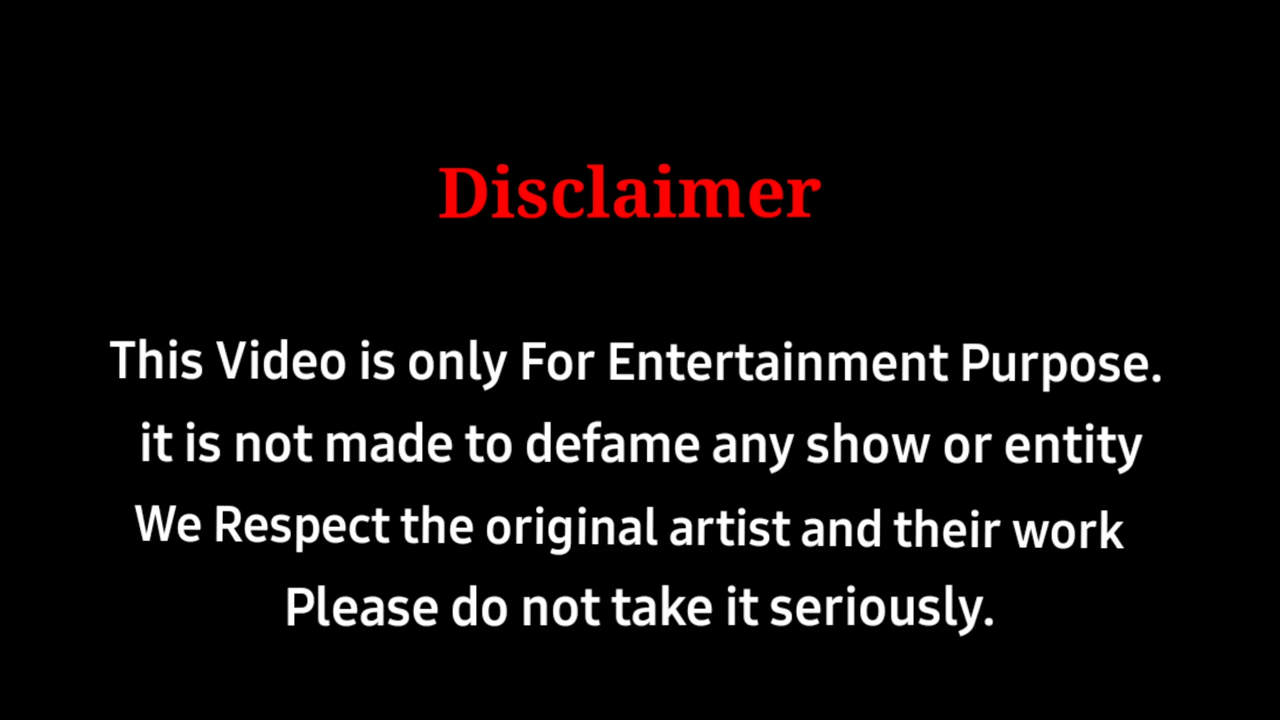 Disclaimer
This Video is only For Entertainment Purpose.
it is not made to defame any show or entity
We Respect the original artist and their work
Please do not take it seriously.